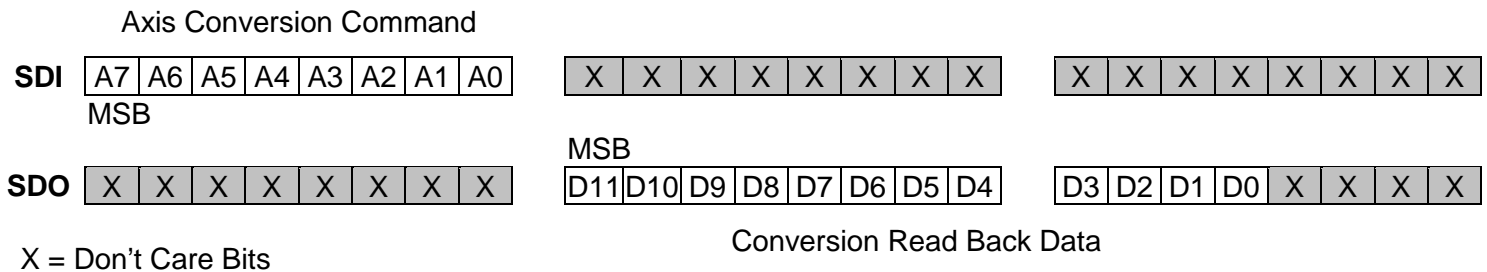 Axis Conversion Command
SDI A7 A6 A5 A4 A3 A2 A1 A0 X X X X X X X X X X X X X X X X
MSB
MSB
SDO X X X X X X X X D11 D10 D9 D8 D7 D6 D5 D4 D3 D2 D1 D0 X X X X
Conversion Read Back Data
X = Don’t Care Bits